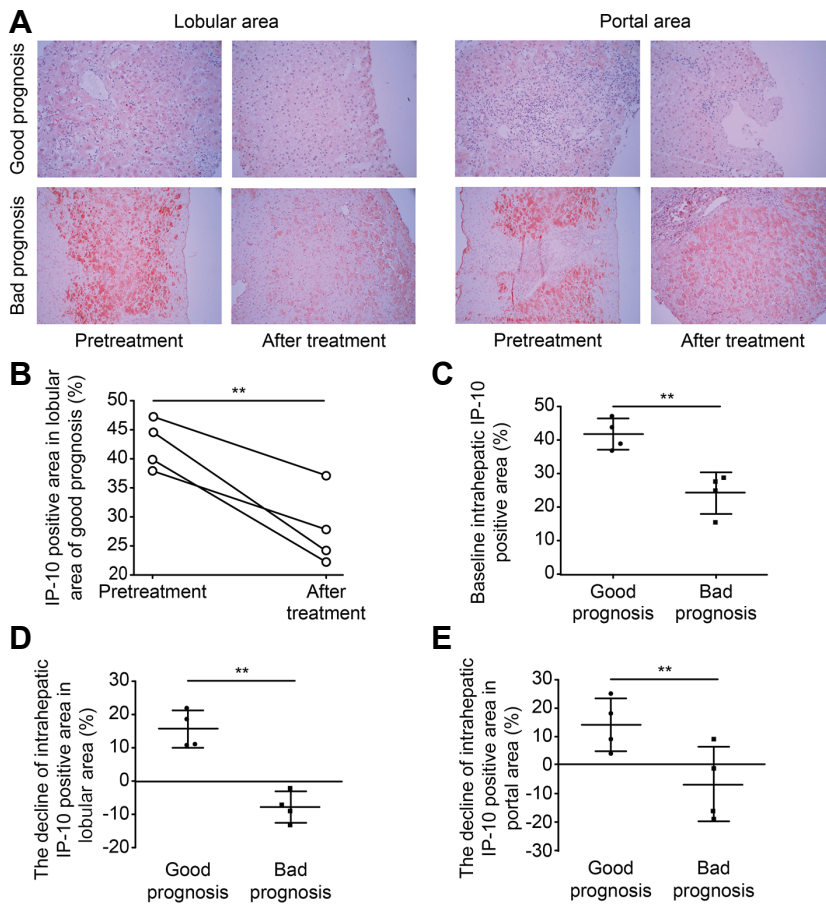 A
Lobular area
Portal area
Good prognosis
Bad prognosis
Pretreatment
After treatment
Pretreatment
After treatment
B
IP-10 positive area in lobular
area of good prognosis (%)
50
45
40
35
30
25
20
**
Pretreatment
After
treatment
C
Baseline intrahepatic IP-10
positive area (%)
50
40
30
20
10
0
**
Good
prognosis
Bad
prognosis
D
The decline of intrahepatic
IP-10 positive area in
lobular area (%)
30
20
10
0
-10
-20
**
Good
prognosis
Bad
prognosis
E
The decline of intrahepatic
IP-10 positive area in
portal area (%)
30
20
10
0
-10
-20
-30
**
Good
prognosis
Bad
prognosis